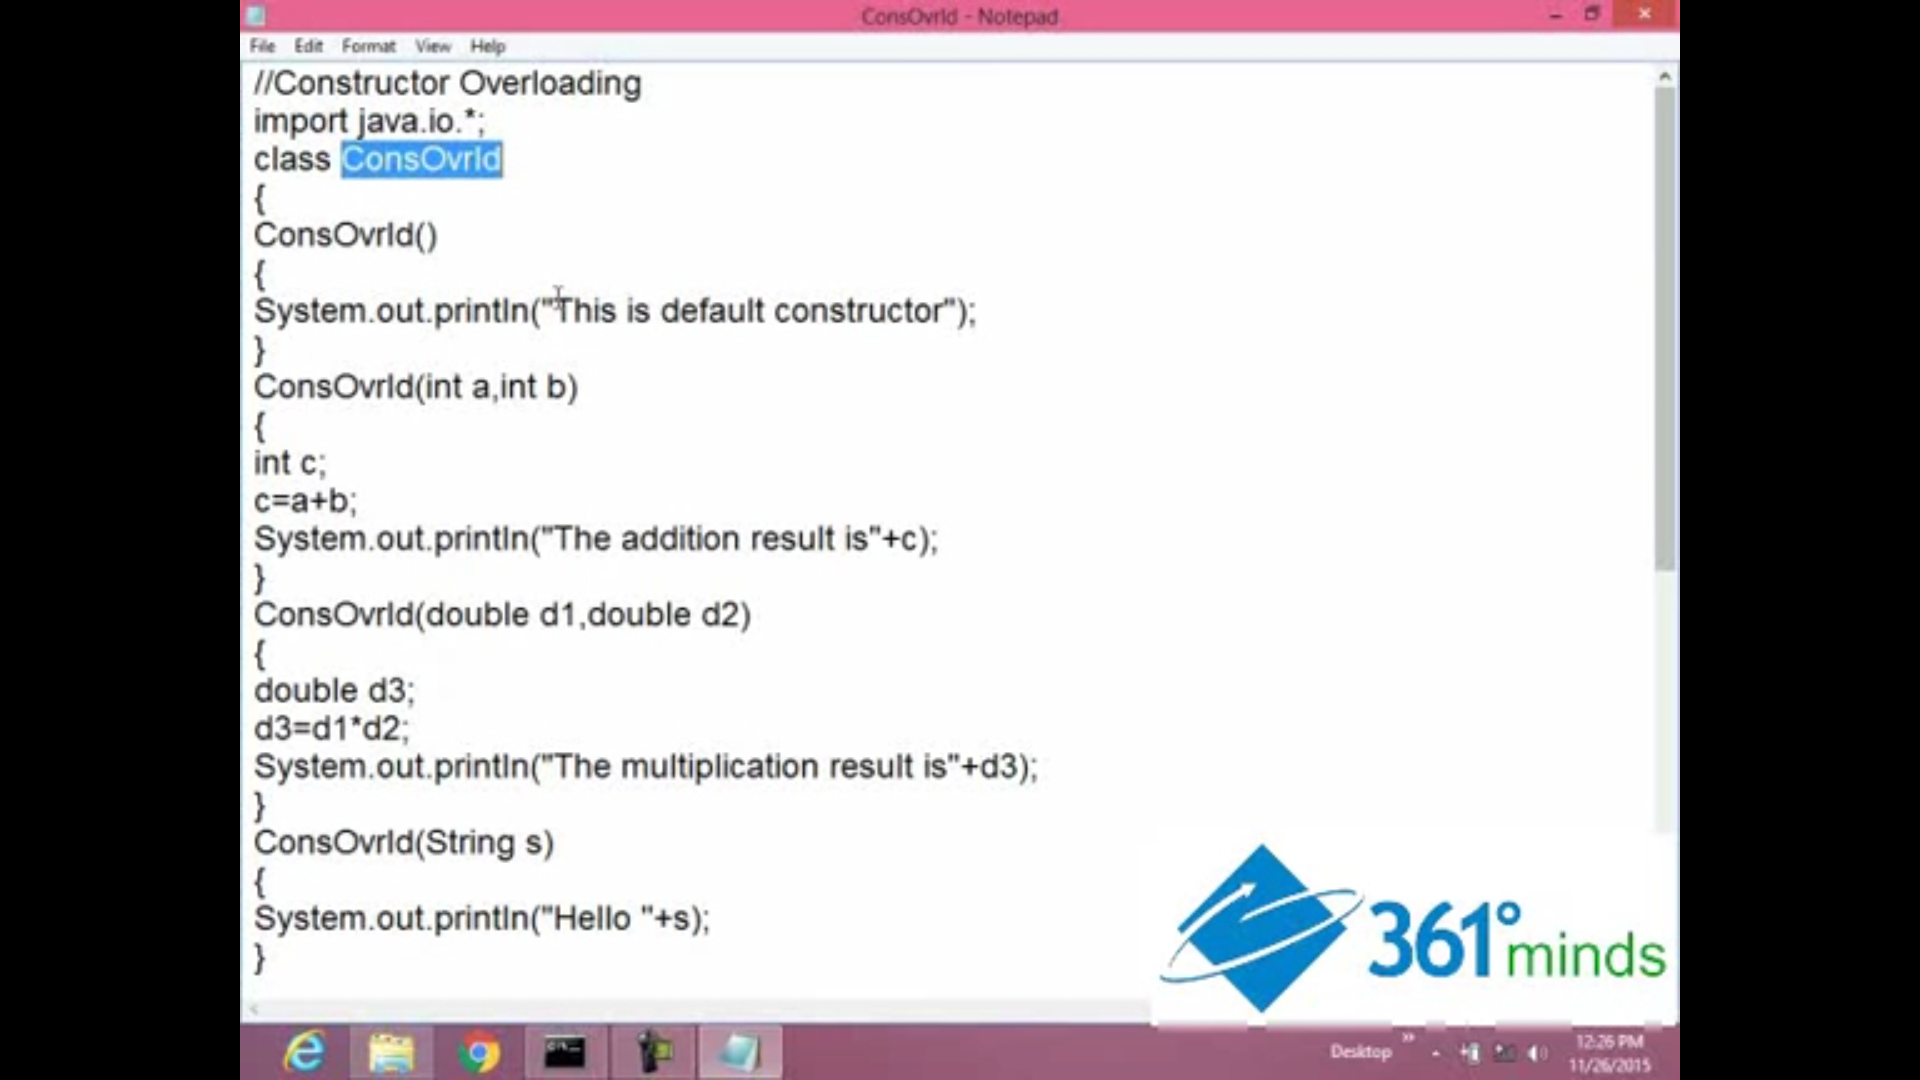 ConsOvrld - Notepad
File Edit Format View Help
//Constructor Overloading
import java.io.*;
class ConsOvrld
{
ConsOvrld()
{
System.out.println("This is default constructor");
}
ConsOvrld(int a,int b)
{
int c;
c=a+b;
System.out.println("The addition result is"+c);
}
ConsOvrld(double d1,double d2)
{
double d3;
d3=d1*d2;
System.out.println("The multiplication result is"+d3);
}
ConsOvrld(String s)
{
System.out.println("Hello "+s);
}
361° minds
Desktop
12:26 PM
11/26/2015